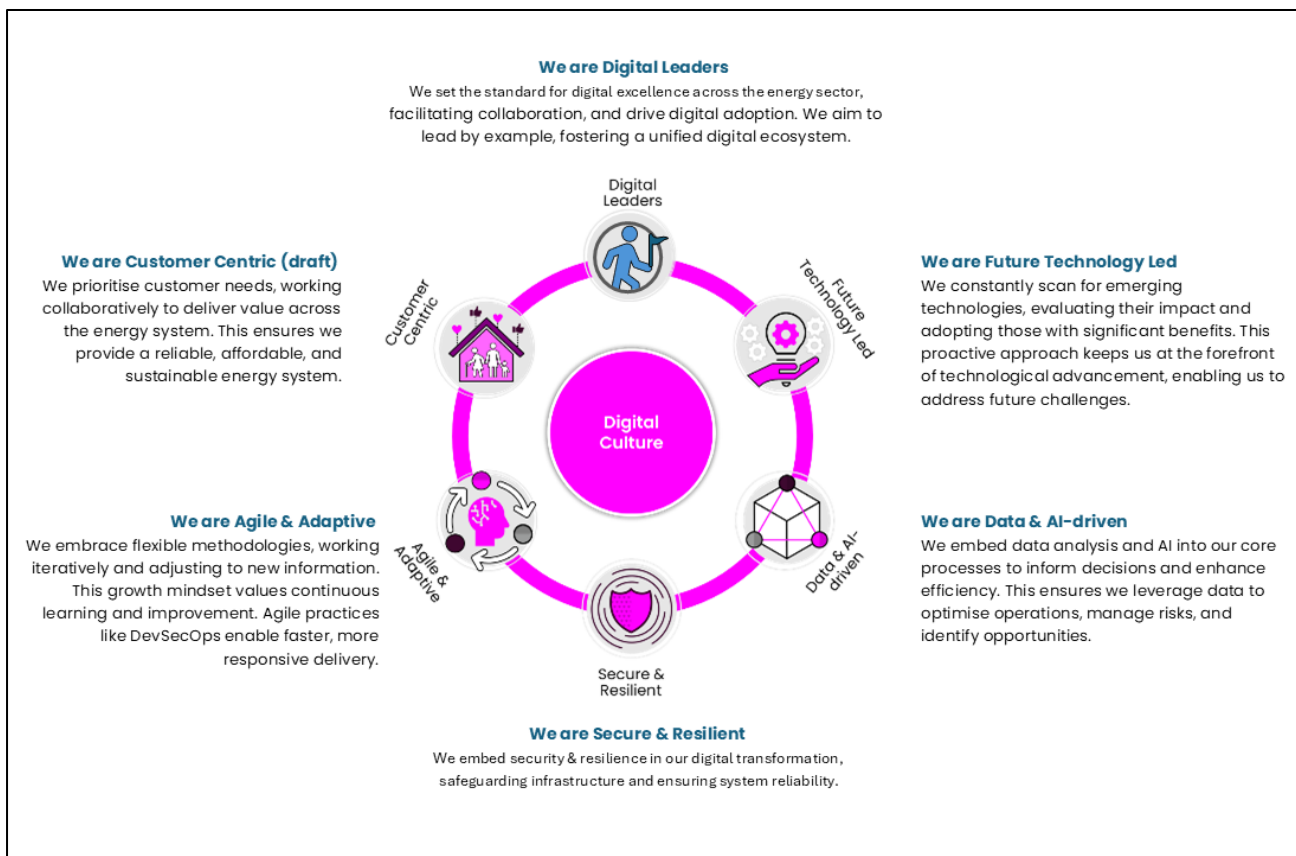 We are Digital Leaders
We set the standard for digital excellence across the energy sector,
facilitating collaboration, and drive digital adoption. We aim to
lead by example, fostering a unified digital ecosystem.
Digital
Leaders
We are Customer Centric (draft)
We prioritise customer needs, working
collaboratively to deliver value across
the energy system. This ensures we
provide a reliable, affordable, and
sustainable energy system.
Customer
Centric
Future
Technology Led
We are Future Technology Led
We constantly scan for emerging
technologies, evaluating their impact and
adopting those with significant benefits. This
proactive approach keeps us at the forefront
of technological advancement, enabling us to
address future challenges.
Digital
Culture
We are Agile & Adaptive
We embrace flexible methodologies, working
iteratively and adjusting to new information.
This growth mindset values continuous
learning and improvement. Agile practices
like DevSecOps enable faster, more
responsive delivery.
Agile &
Adaptive
Data & AI-
driven
We are Data & AI-driven
We embed data analysis and AI into our core
processes to inform decisions and enhance
efficiency. This ensures we leverage data to
optimise operations, manage risks, and
identify opportunities.
Secure &
Resilient
We are Secure & Resilient
We embed security & resilience in our digital transformation,
safeguarding infrastructure and ensuring system reliability.